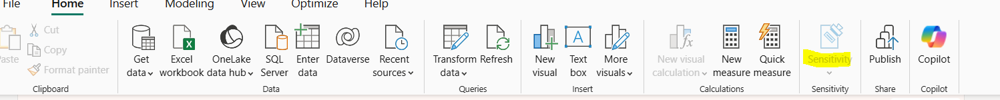 File Home Insert Modeling View Optimize Help
Paste
Cut
Copy
Format painter
Clipboard
Get data
Excel workbook
OneLake data hub
SQL Server
Enter data
Dataverse
Recent sources
Data
Transform data
Refresh
Queries
New visual
A
Text box
More visuals
Insert
fx
New visual calculation
New measure
Quick measure
Calculations
Sensitivity
Sensitivity
Publish
Share
Copilot
Copilot